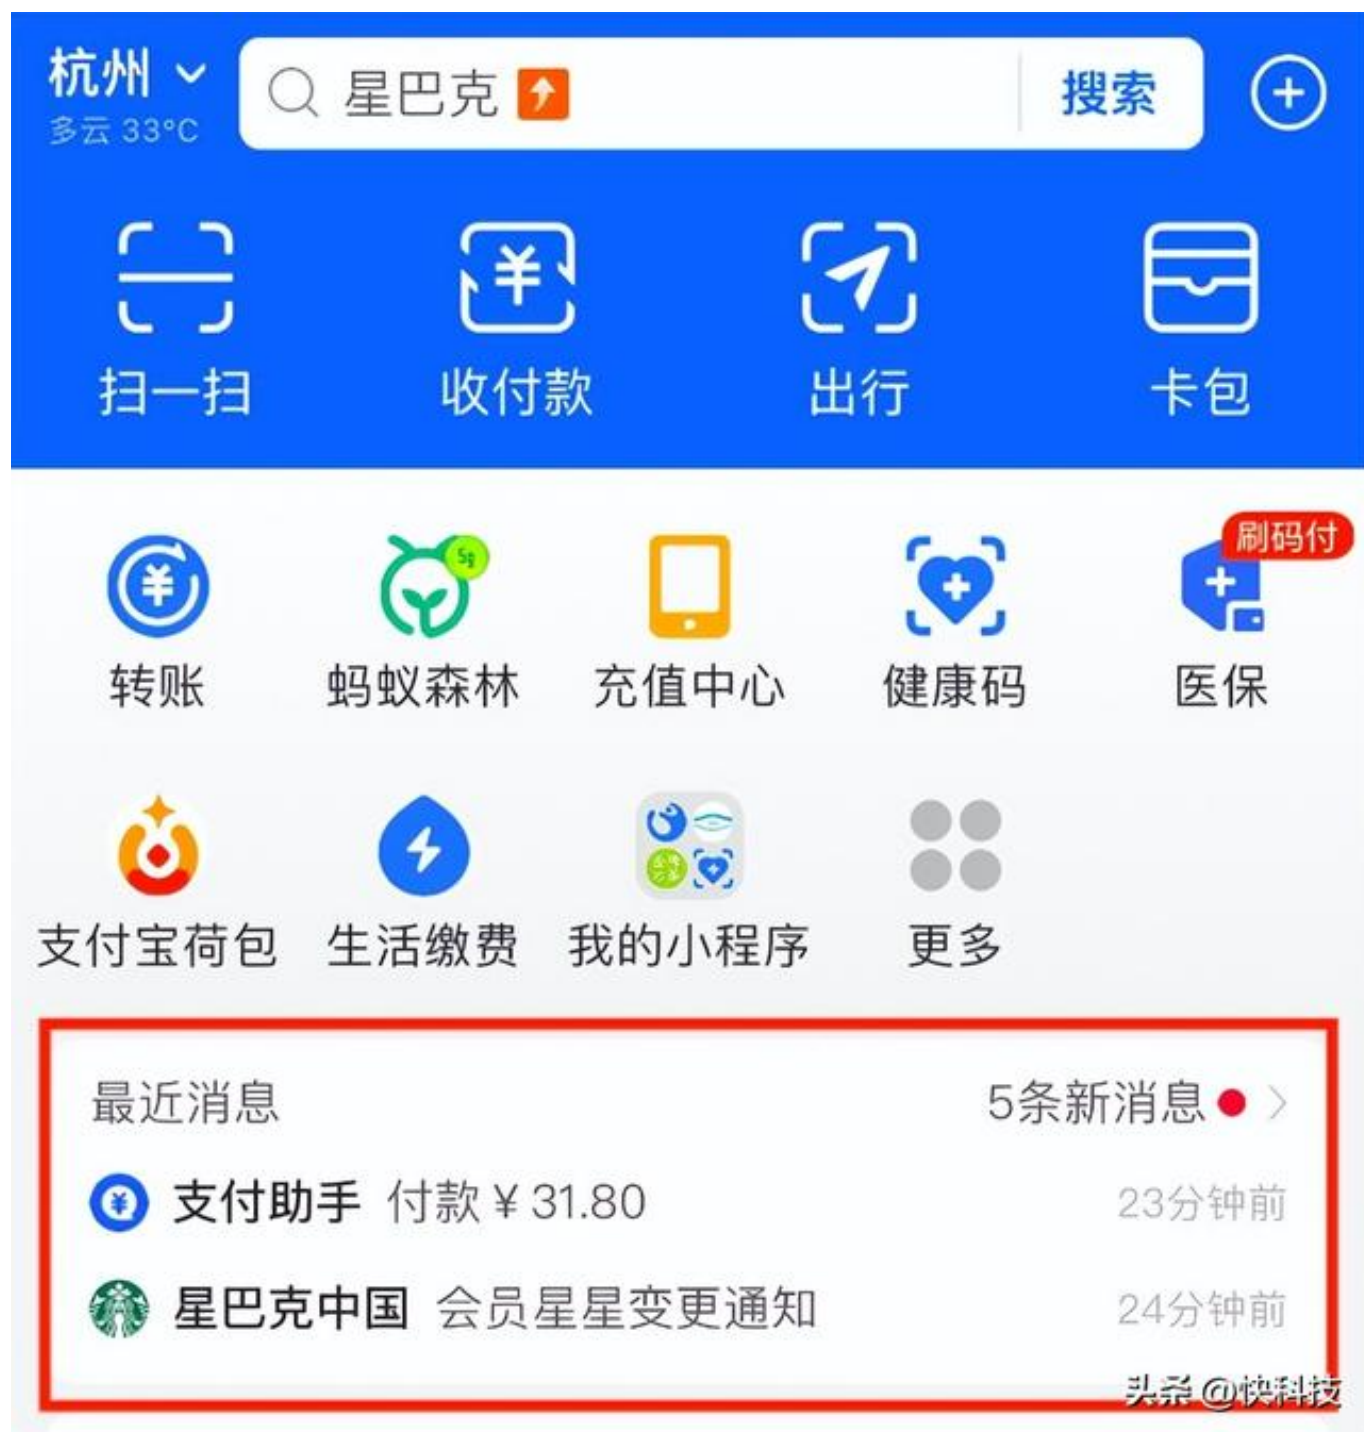 杭州
多云 33°C
星巴克
搜索
扫一扫 收付款 出行 卡包
刷码付
5g
转账 蚂蚁森林 充值中心 健康码 医保
支付宝荷包 生活缴费 我的小程序 更多
最近消息 5条新消息
支付助手 付款 ¥ 31.80 23分钟前
星巴克中国 会员星星变更通知 24分钟前
头条 @快科技